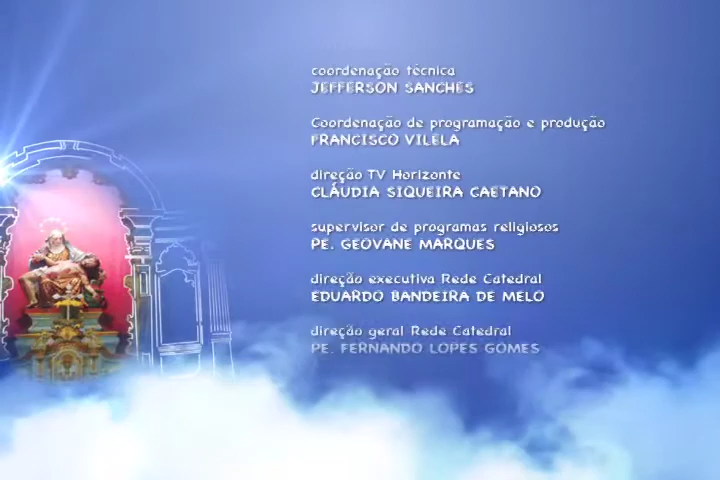 coordenação técnica
JEFFERSON SANCHES
Coordenação de programação e produção
FRANCISCO VILELA
direção TV Horizonte
CLÁUDIA SIQUEIRA CAETANO
supervisor de programas religiosos
PE. GEOVANE MARQUES
direção executiva Rede Catedral
EDUARDO BANDEIRA DE MELO
direção geral Rede Catedral
PE. FERNANDO LOPES GOMES